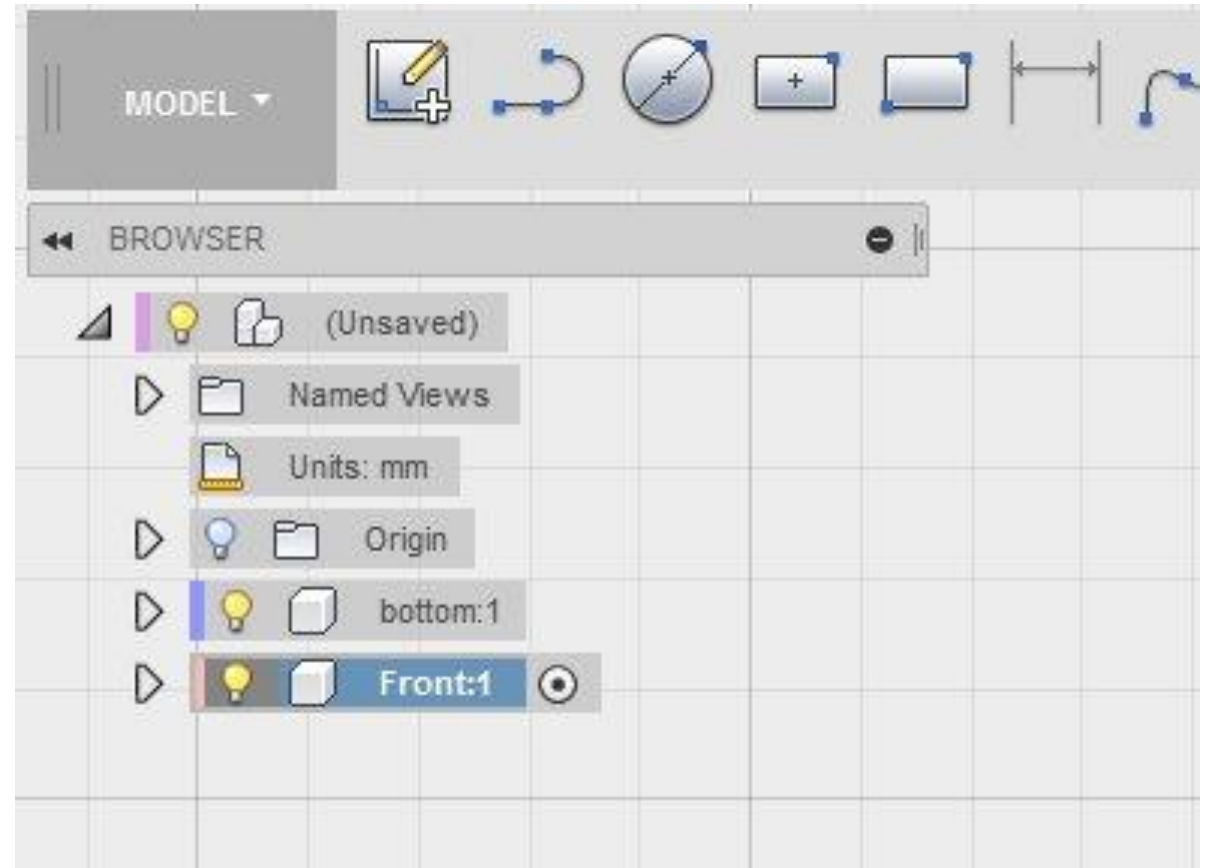 MODEL
BROWSER
(Unsaved)
Named Views
Units: mm
Origin
bottom:1
Front:1